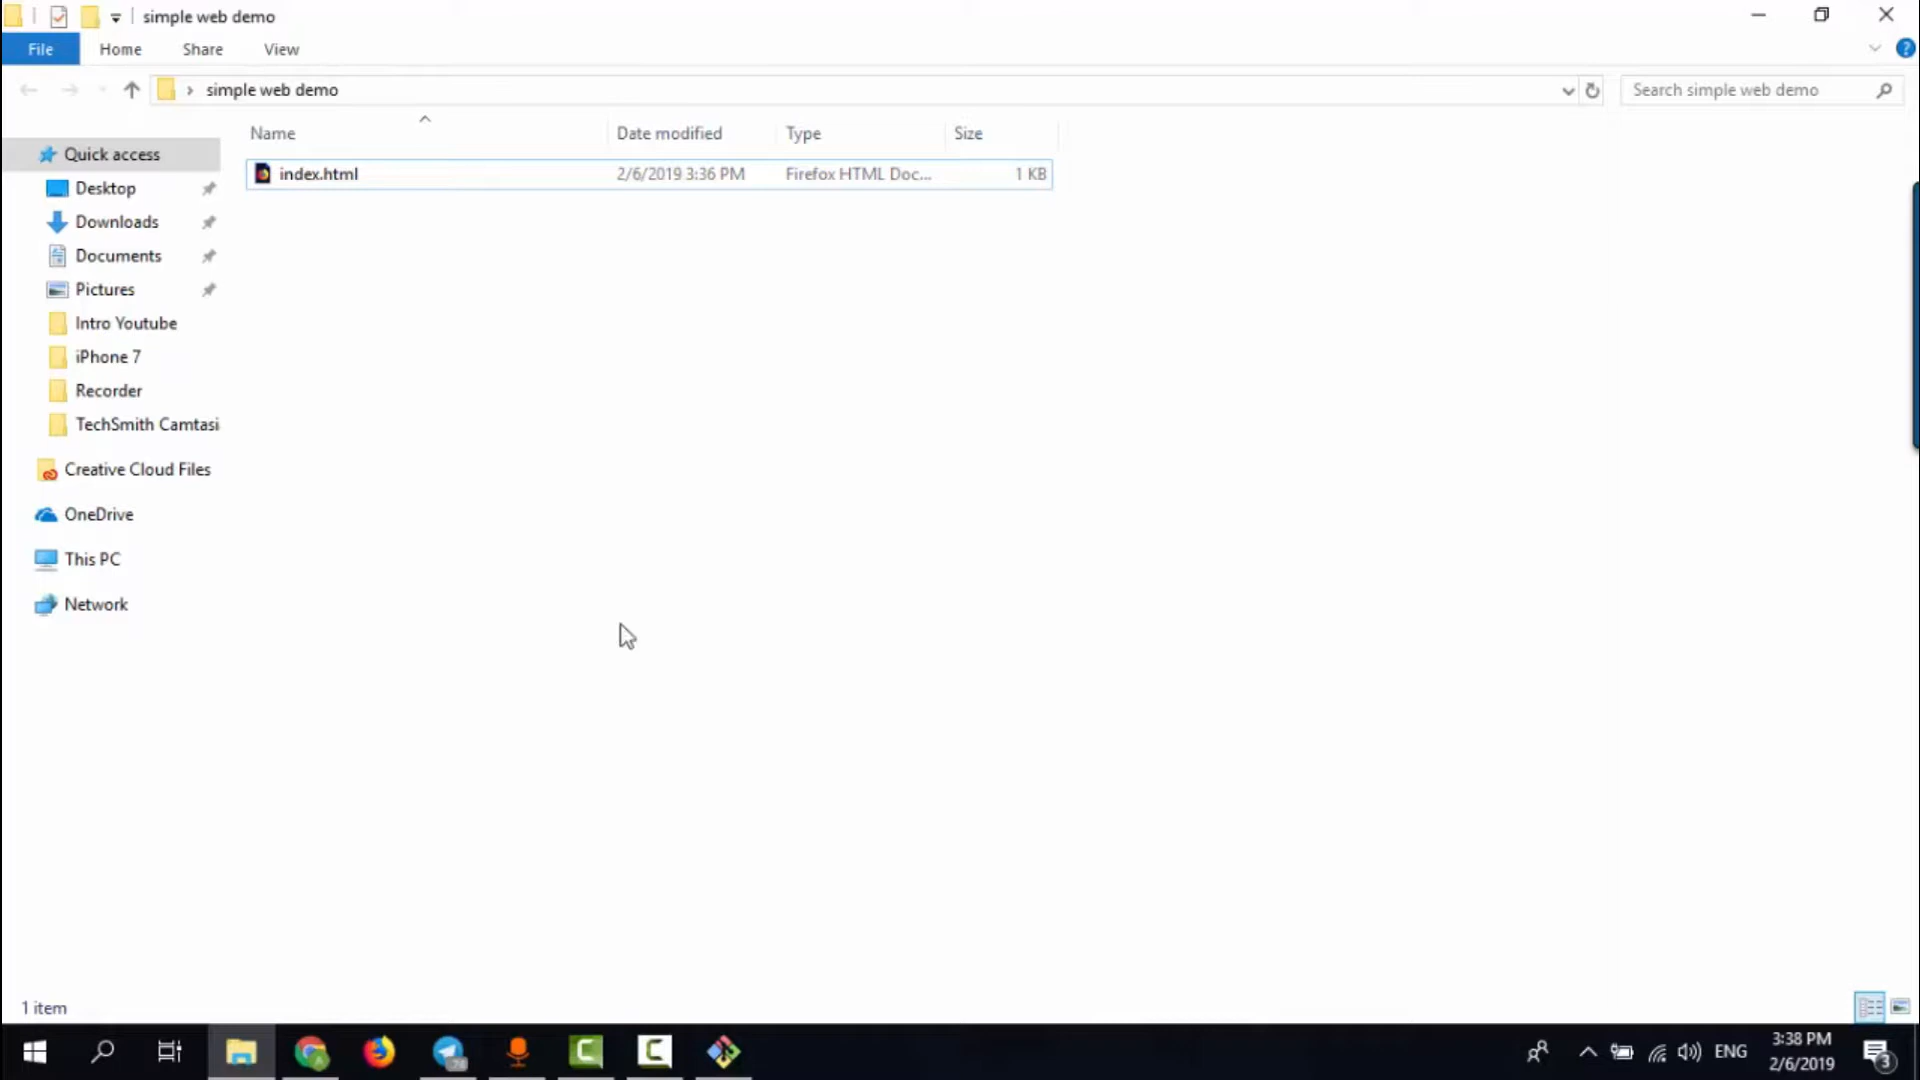 simple web demo
File Home Share View
simple web demo
Search simple web demo
Name Date modified Type Size
Quick access
index.html 2/6/2019 3:36 PM Firefox HTML Doc... 1 KB
Desktop
Downloads
Documents
Pictures
Intro Youtube
iPhone 7
Recorder
TechSmith Camtasi
Creative Cloud Files
OneDrive
This PC
Network
1 item
ENG
3:38 PM
2/6/2019
3